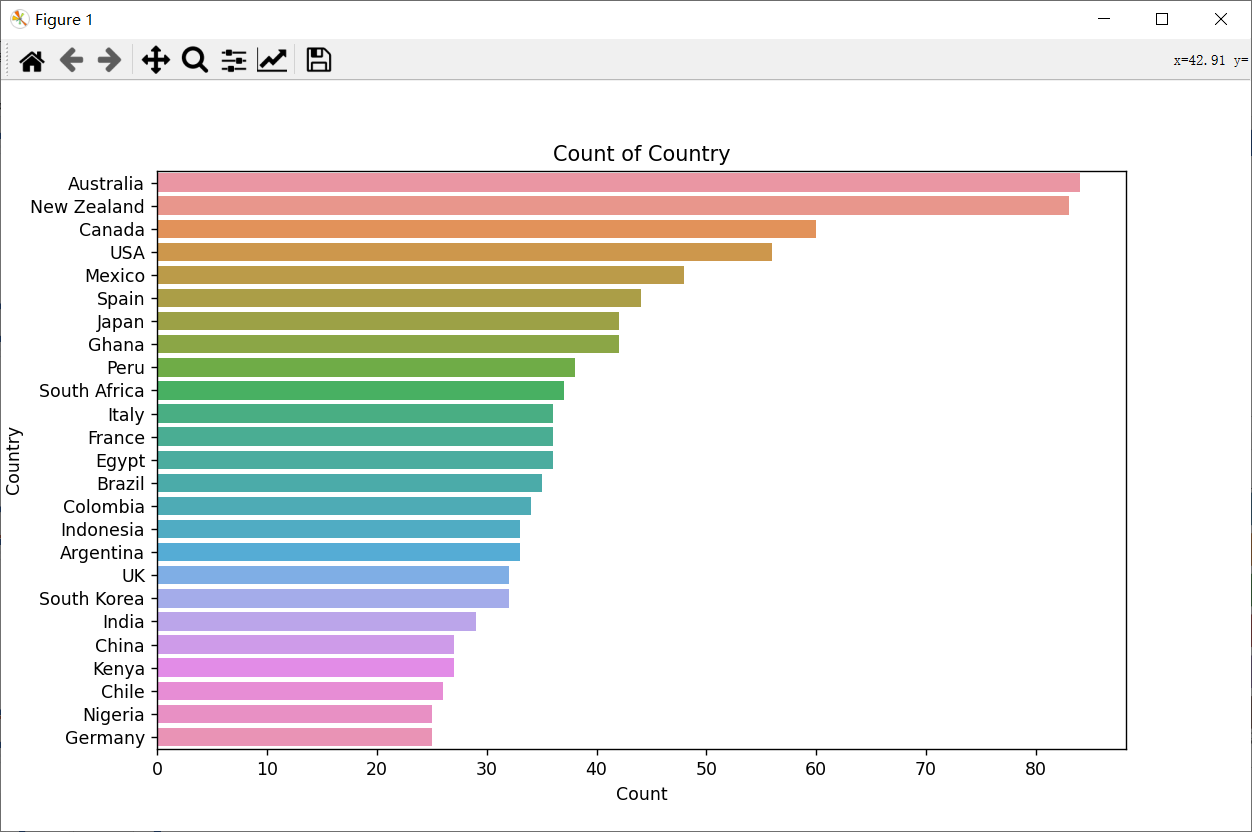 Figure 1
x=42.91 y=
Count of Country
Australia
New Zealand
Canada
USA
Mexico
Spain
Japan
Ghana
Peru
South Africa
Italy
France
Egypt
Brazil
Colombia
Indonesia
Argentina
UK
South Korea
India
China
Kenya
Chile
Nigeria
Germany
Country
0 10 20 30 40 50 60 70 80
Count